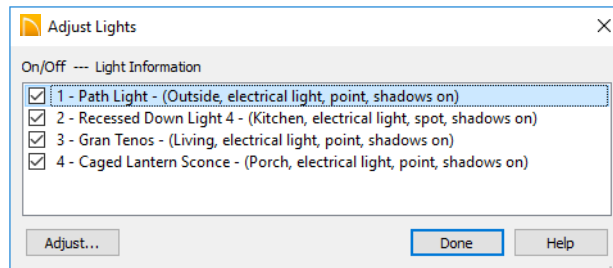 Adjust Lights
On/Off --- Light Information
1 - Path Light - (Outside, electrical light, point, shadows on)
2 - Recessed Down Light 4 - (Kitchen, electrical light, spot, shadows on)
3 - Gran Tenos - (Living, electrical light, point, shadows on)
4 - Caged Lantern Sconce - (Porch, electrical light, point, shadows on)
Adjust... Done Help